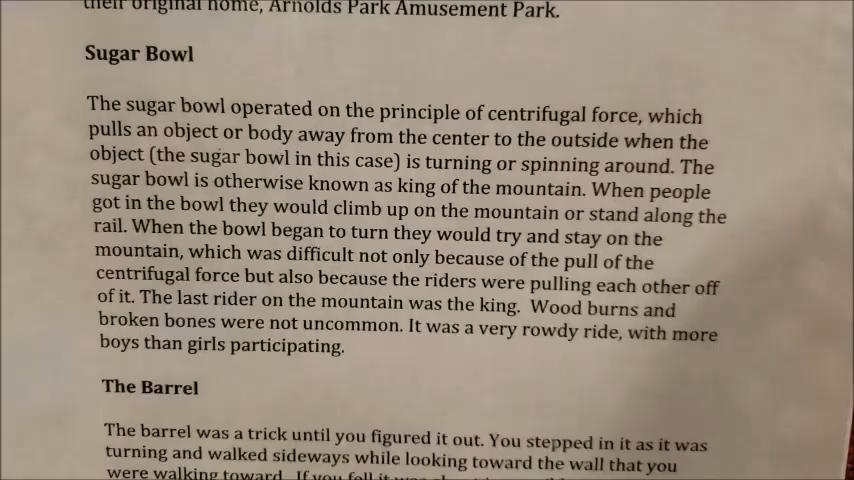 their original home, Arnolds Park Amusement Park.
Sugar Bowl
The sugar bowl operated on the principle of centrifugal force, which
pulls an object or body away from the center to the outside when the
object (the sugar bowl in this case) is turning or spinning around. The
sugar bowl is otherwise known as king of the mountain. When people
got in the bowl they would climb up on the mountain or stand along the
rail. When the bowl began to turn they would try and stay on the
mountain, which was difficult not only because of the pull of the
centrifugal force but also because the riders were pulling each other off
of it. The last rider on the mountain was the king.  Wood burns and
broken bones were not uncommon. It was a very rowdy ride, with more
boys than girls participating.
The Barrel
The barrel was a trick until you figured it out. You stepped in it as it was
turning and walked sideways while looking toward the wall that you
were walking toward. If you fell it was